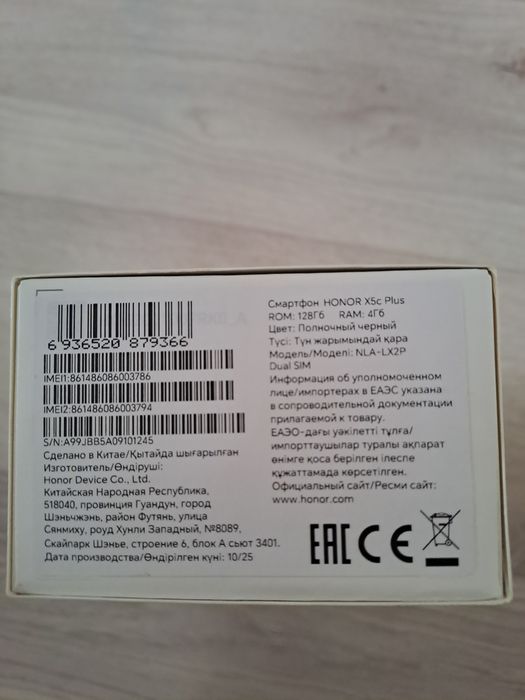 6 936520 879366
IMEI1:861486086003786
IMEI2:861486086003794
S/N:A99JBB5A09101245
Сделано в Китае/Қытайда шығарылған
Изготовитель/Өндіруші:
Honor Device Co., Ltd.
Китайская Народная Республика,
518040, провинция Гуандун, город
Шэньчжэнь, район Футянь, улица
Сянмиху, роуд Хунли Западный, №8089,
Скайпарк Шэнье, строение 6, блок А сьют 3401.
Дата производства/Өндірілген күні: 10/25
Смартфон HONOR X5c Plus
ROM: 128Гб RAM: 4Гб
Цвет: Полночный черный
Түсі: Түн жарымындай қара
Модель/Моделі: NLA-LX2P
Dual SIM
Информация об уполномоченном
лице/импортерах в ЕАЭС указана
в сопроводительной документации
прилагаемой к товару.
ЕАЭО-дағы уәкілетті тұлға/
импорттаушылар туралы ақпарат
өнімге қоса берілген ілеспе
құжаттамада көрсетілген.
Официальный сайт/Ресми сайт:
www.honor.com
EAC CE